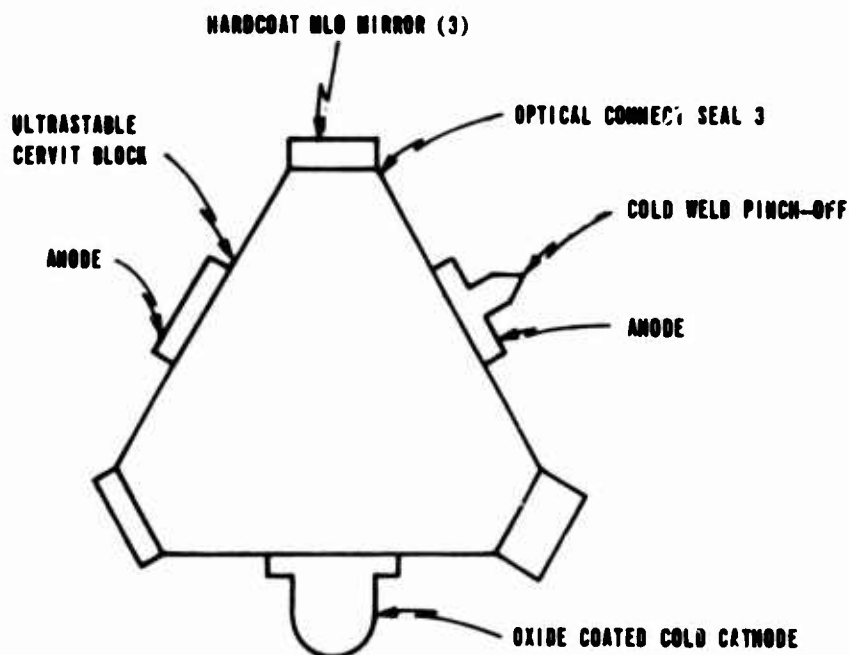 HARDCOAT MLO MIRROR (3)
ULTRASTABLE
CERVIT BLOCK
OPTICAL CONNECT SEAL 3
COLD WELD PINCH-OFF
ANODE
ANODE
OXIDE COATED COLD CATHODE